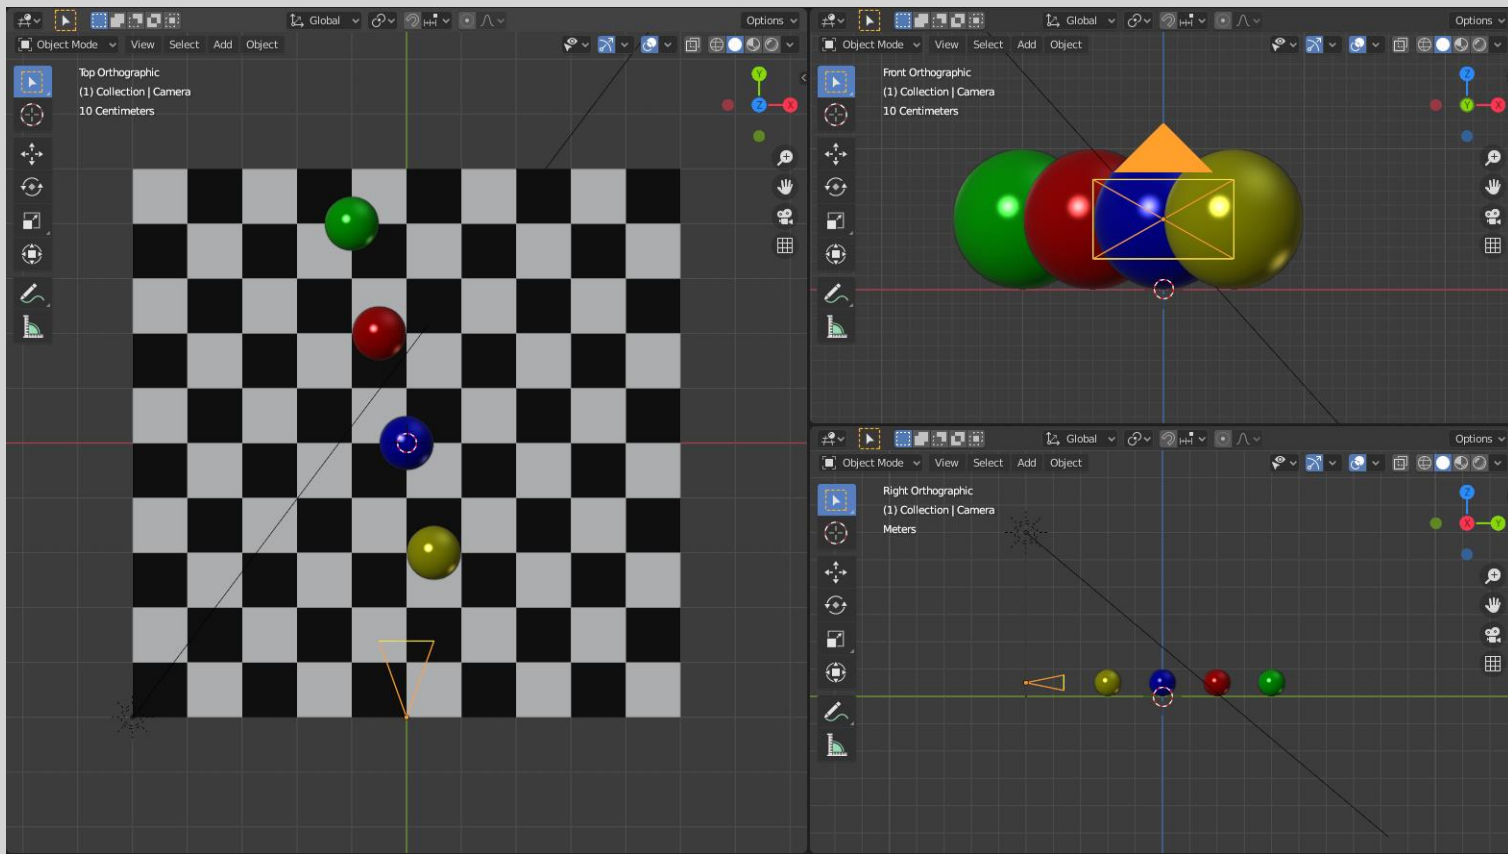 Global
Options
Object Mode View Select Add Object
Top Orthographic
(1) Collection | Camera
10 Centimeters
Y
Z
X
Global
Options
Object Mode View Select Add Object
Front Orthographic
(1) Collection | Camera
10 Centimeters
Z
Y
X
Global
Options
Object Mode View Select Add Object
Right Orthographic
(1) Collection | Camera
Meters
Z
X
Y